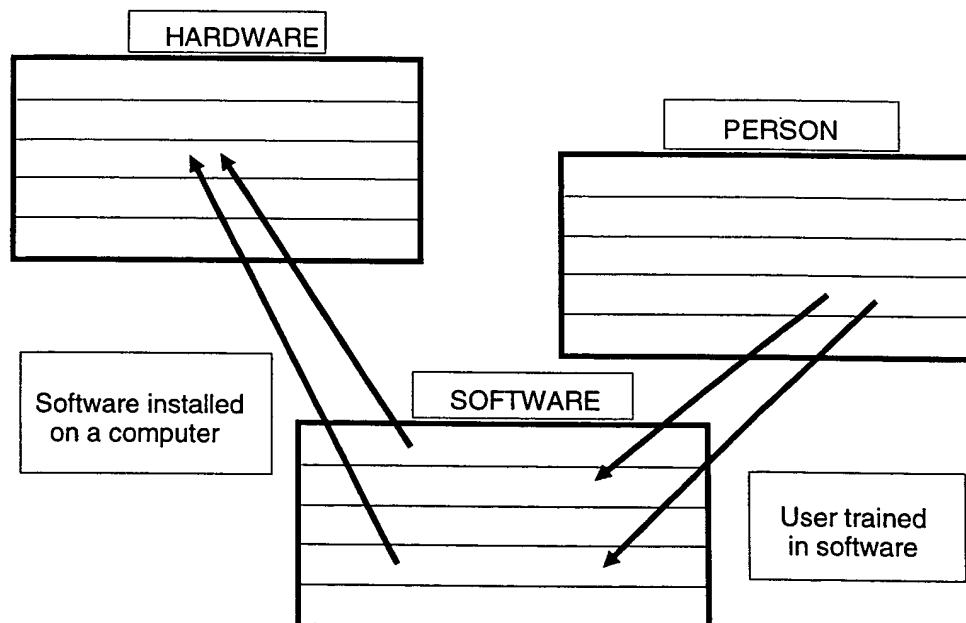 HARDWARE
PERSON
Software installed
on a computer
SOFTWARE
User trained
in software